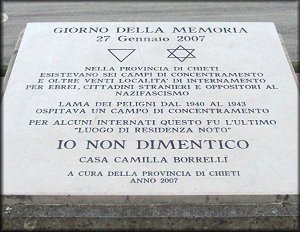 GIORNO DELLA MEMORIA
27 Gennaio 2007
NELLA PROVINCIA DI CHIETI
ESISTEVANO SEI CAMPI DI CONCENTRAMENTO
E OLTRE VENTI LOCALITA' DI INTERNAMENTO
PER EBREI, CITTADINI STRANIERI E OPPOSITORI AL
NAZIFASCISMO
LAMA DEI PELIGNI DAL 1940 AL 1943
OSPITAVA UN CAMPO DI CONCENTRAMENTO
PER ALCUNI INTERNATI QUESTO FU L'ULTIMO
"LUOGO DI RESIDENZA NOTO"
IO NON DIMENTICO
CASA CAMILLA BORRELLI
A CURA DELLA PROVINCIA DI CHIETI
ANNO 2007